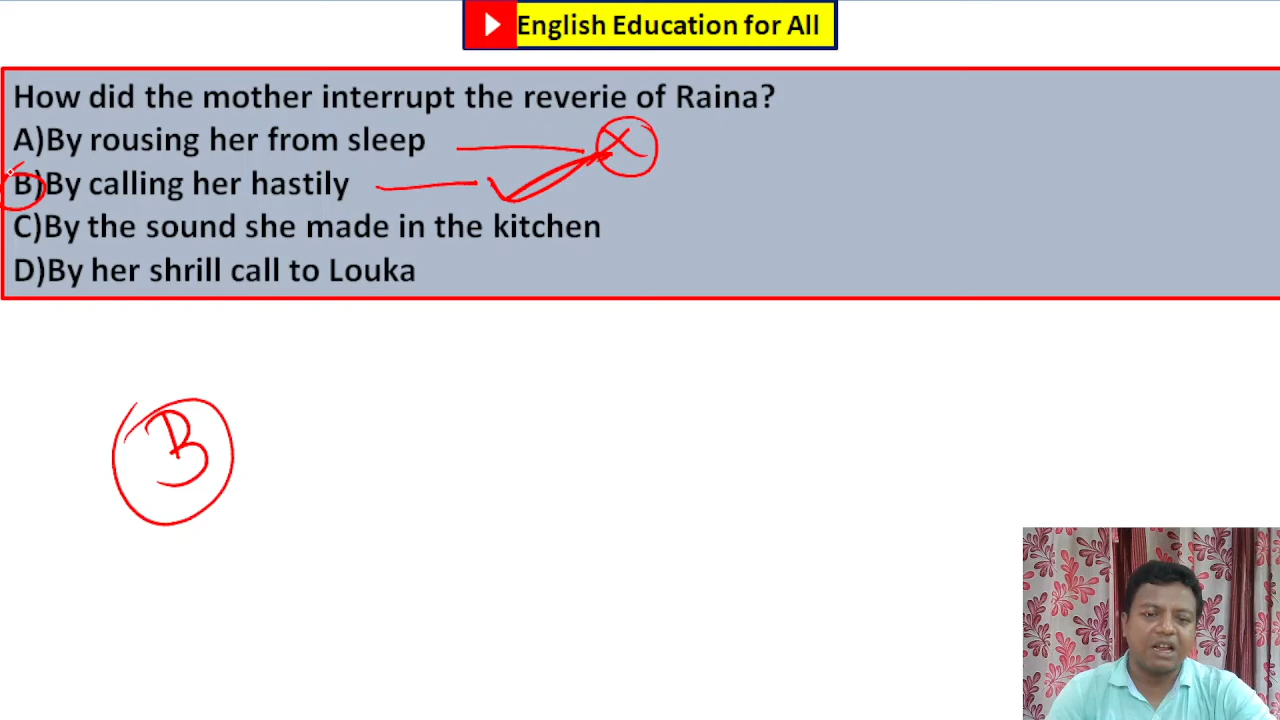 English Education for All
How did the mother interrupt the reverie of Raina?
A)By rousing her from sleep
B)By calling her hastily
C)By the sound she made in the kitchen
D)By her shrill call to Louka
B